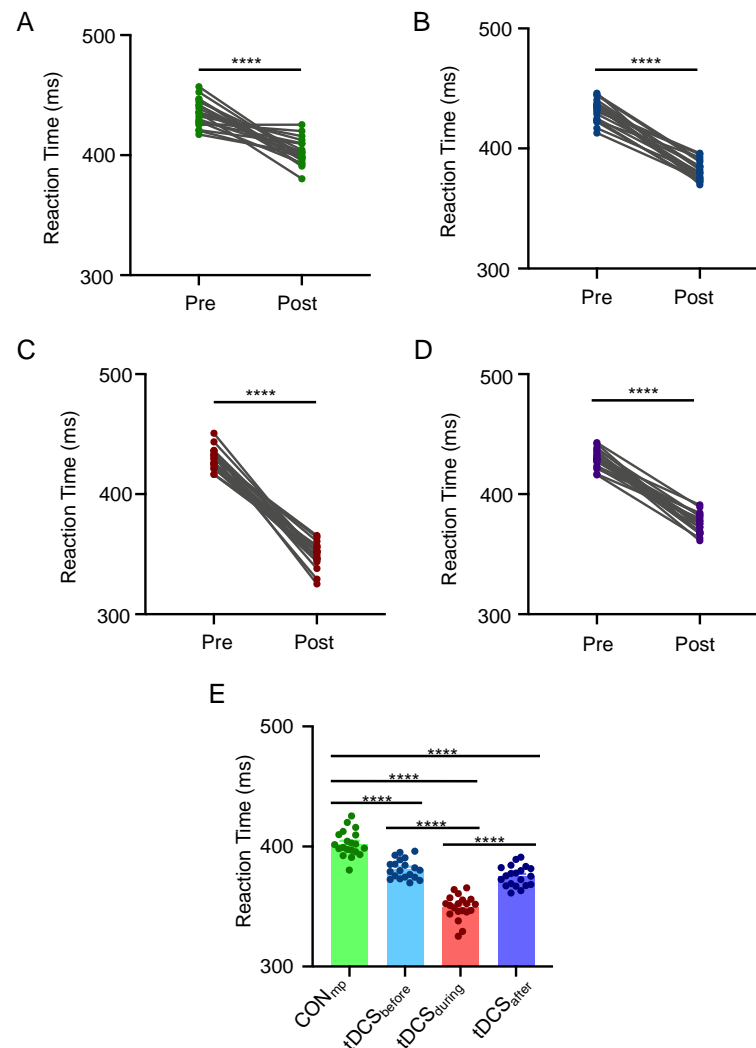 A
500
400
300
Reaction Time (ms)
****
Pre Post
B
500
400
300
Reaction Time (ms)
****
Pre Post
C
500
400
300
Reaction Time (ms)
****
Pre Post
D
500
400
300
Reaction Time (ms)
****
Pre Post
E
500
400
300
Reaction Time (ms)
****
****
****
****
****
CONmp
tDCSbefore
tDCSduring
tDCSafter